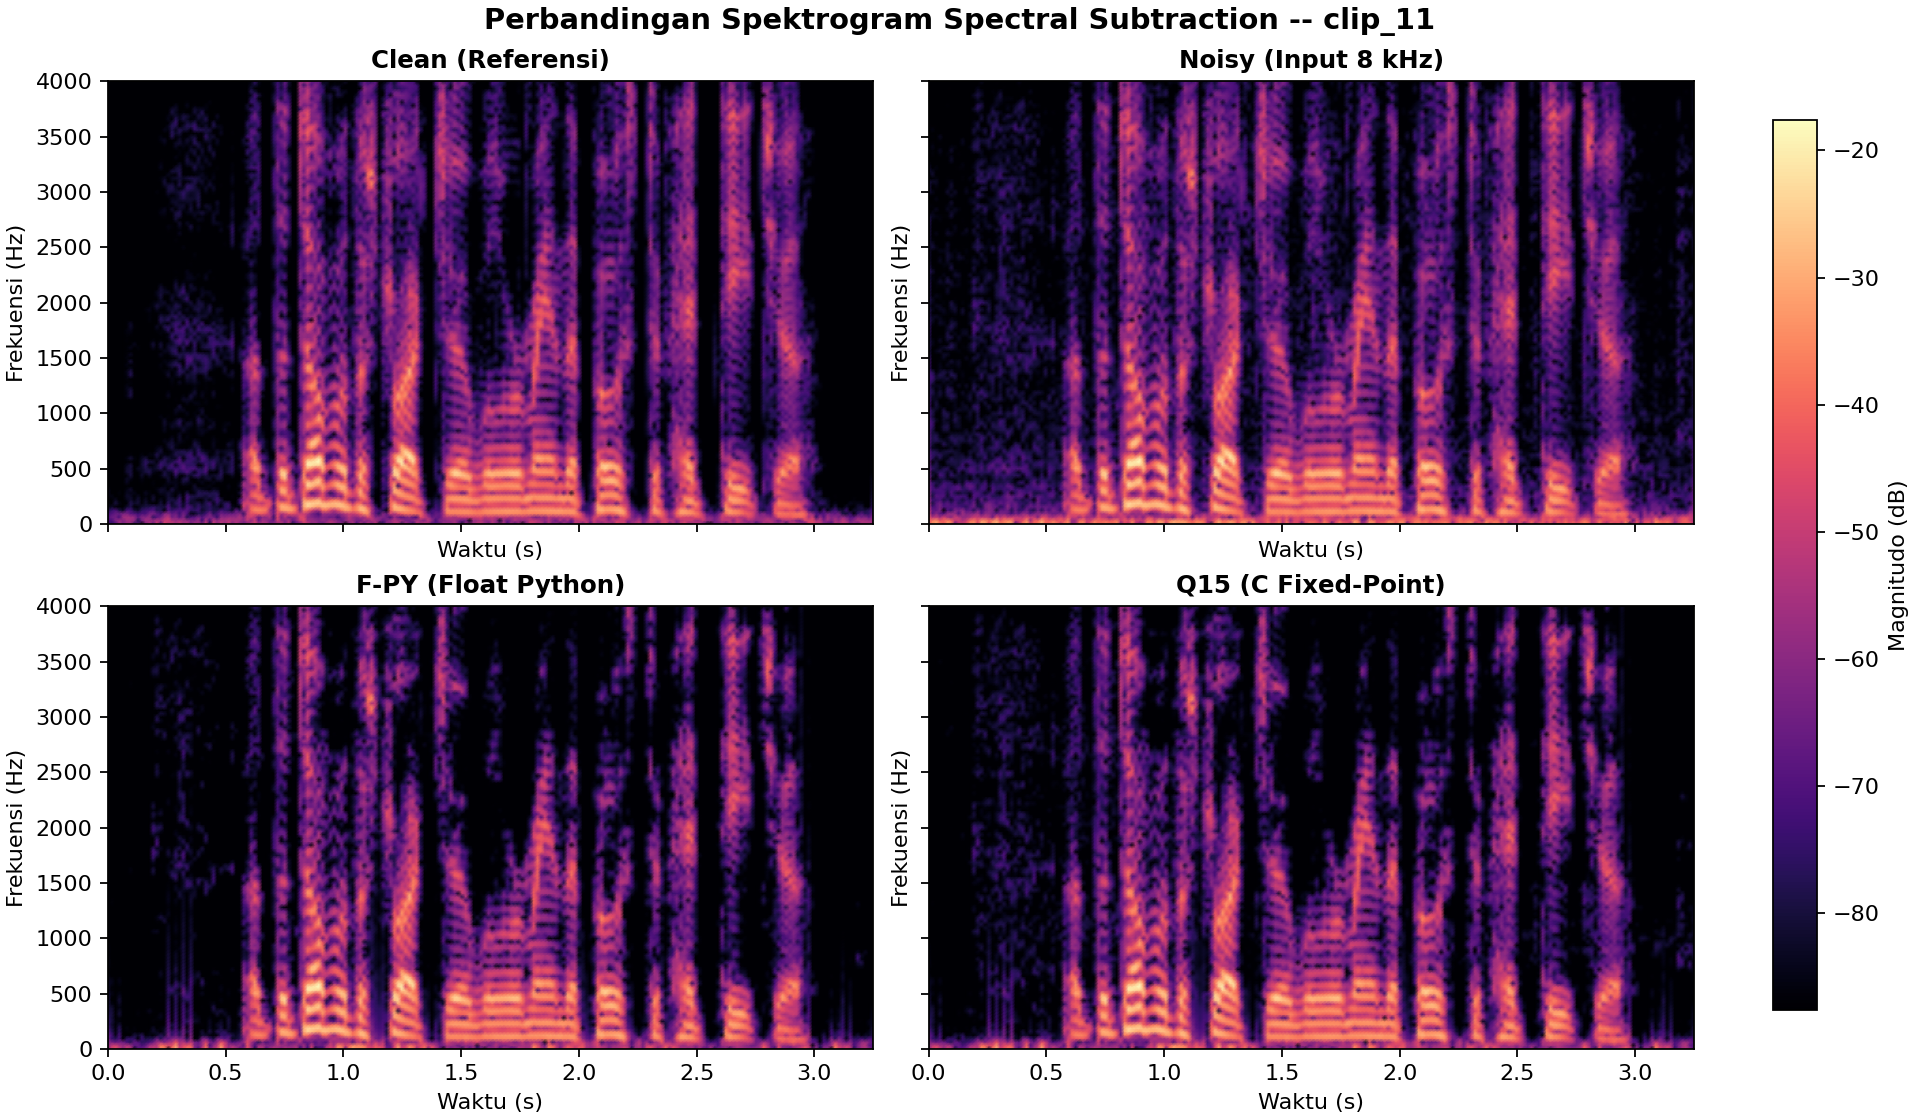 Perbandingan Spektrogram Spectral Subtraction -- clip_11
Clean (Referensi)
Noisy (Input 8 kHz)
4000
3500
3000
2500
2000
1500
1000
500
0
Frekuensi (Hz)
Frekuensi (Hz)
Waktu (s)
Waktu (s)
F-PY (Float Python)
Q15 (C Fixed-Point)
4000
3500
3000
2500
2000
1500
1000
500
0
Frekuensi (Hz)
Frekuensi (Hz)
0.0 0.5 1.0 1.5 2.0 2.5 3.0
0.0 0.5 1.0 1.5 2.0 2.5 3.0
Waktu (s)
Waktu (s)
−20
−30
−40
−50
−60
−70
−80
Magnitudo (dB)